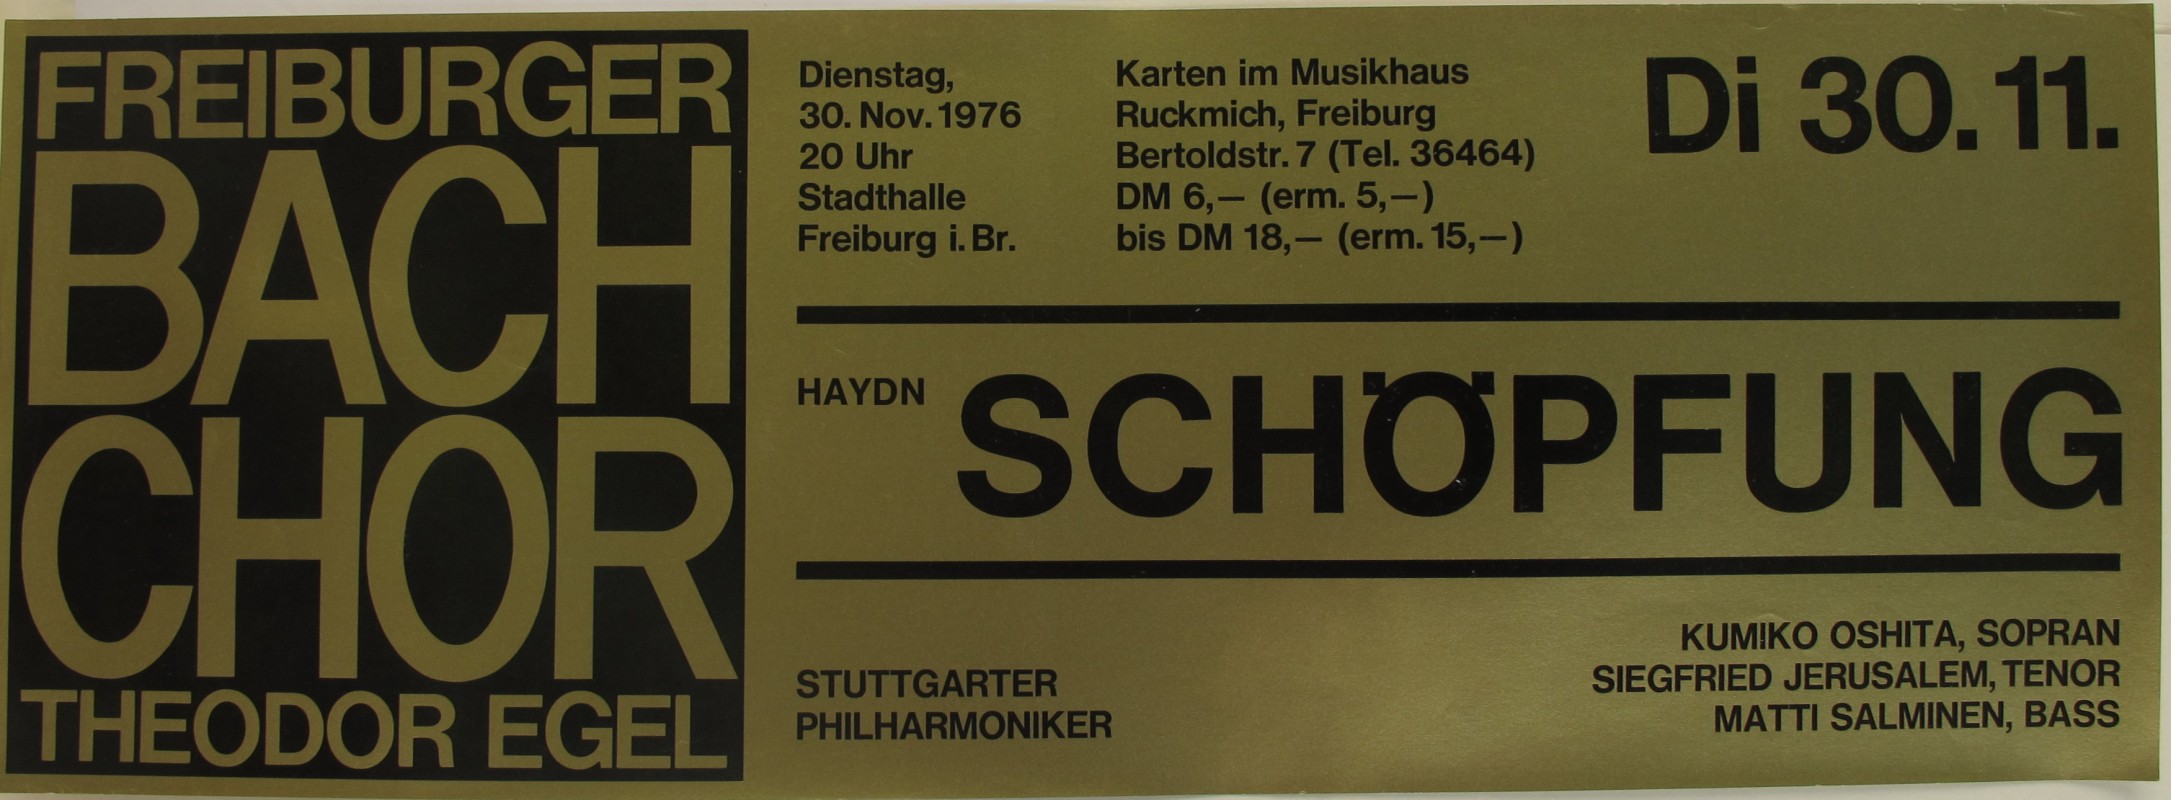 FREIBURGER
BACH
CHOR
THEODOR EGEL
Dienstag,
30. Nov. 1976
20 Uhr
Stadthalle
Freiburg i. Br.
Karten im Musikhaus
Ruckmich, Freiburg
Bertoldstr. 7 (Tel. 36464)
DM 6,— (erm. 5,—)
bis DM 18,— (erm. 15,—)
Di 30. 11.
HAYDN SCHÖPFUNG
STUTTGARTER
PHILHARMONIKER
KUMIKO OSHITA, SOPRAN
SIEGFRIED JERUSALEM, TENOR
MATTI SALMINEN, BASS